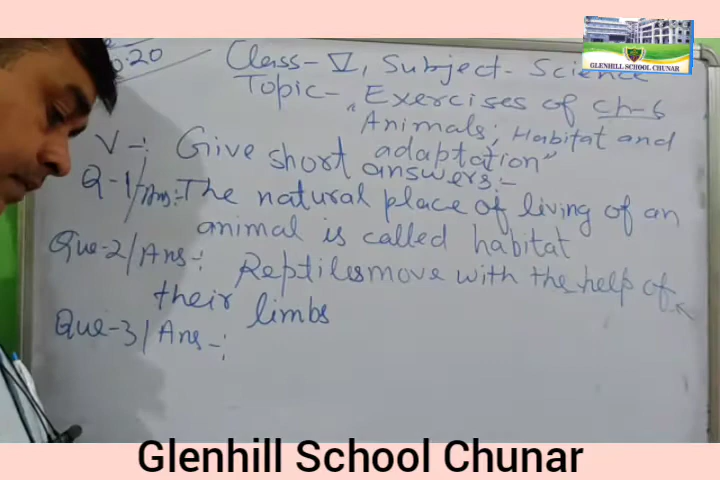 GLENHILL SCHOOL CHUNAR
0.20
Class-V, Subject- Science
Topic- "Exercises of Ch-6
Animals, Habitat and
adaptation"
V-: Give short answers:-
Q-1/Ans:- The natural place of living of an
animal is called habitat
Que-2/Ans-: Reptiles move with the help of
their limbs
Que-3/Ans-:
Glenhill School Chunar